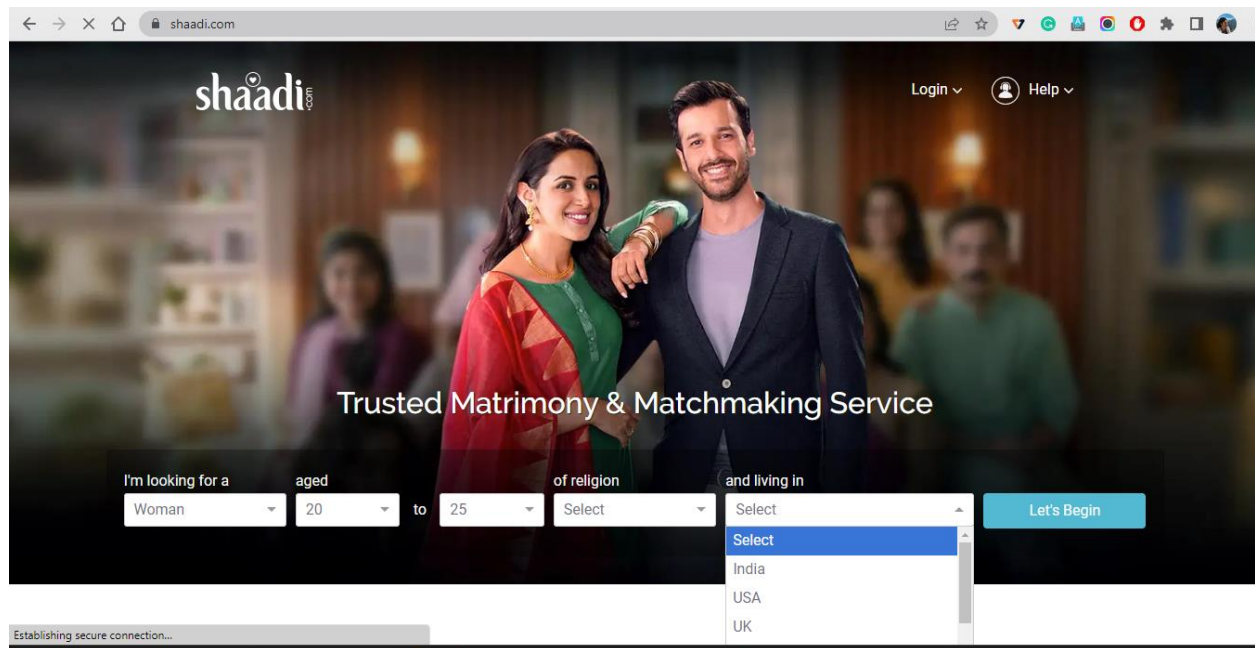 shaadi.com
shaadi.com
Login
Help
Trusted Matrimony & Matchmaking Service
I'm looking for a aged of religion and living in
Woman 20 to 25 Select Select Let's Begin
Select
India
USA
UK
Establishing secure connection...